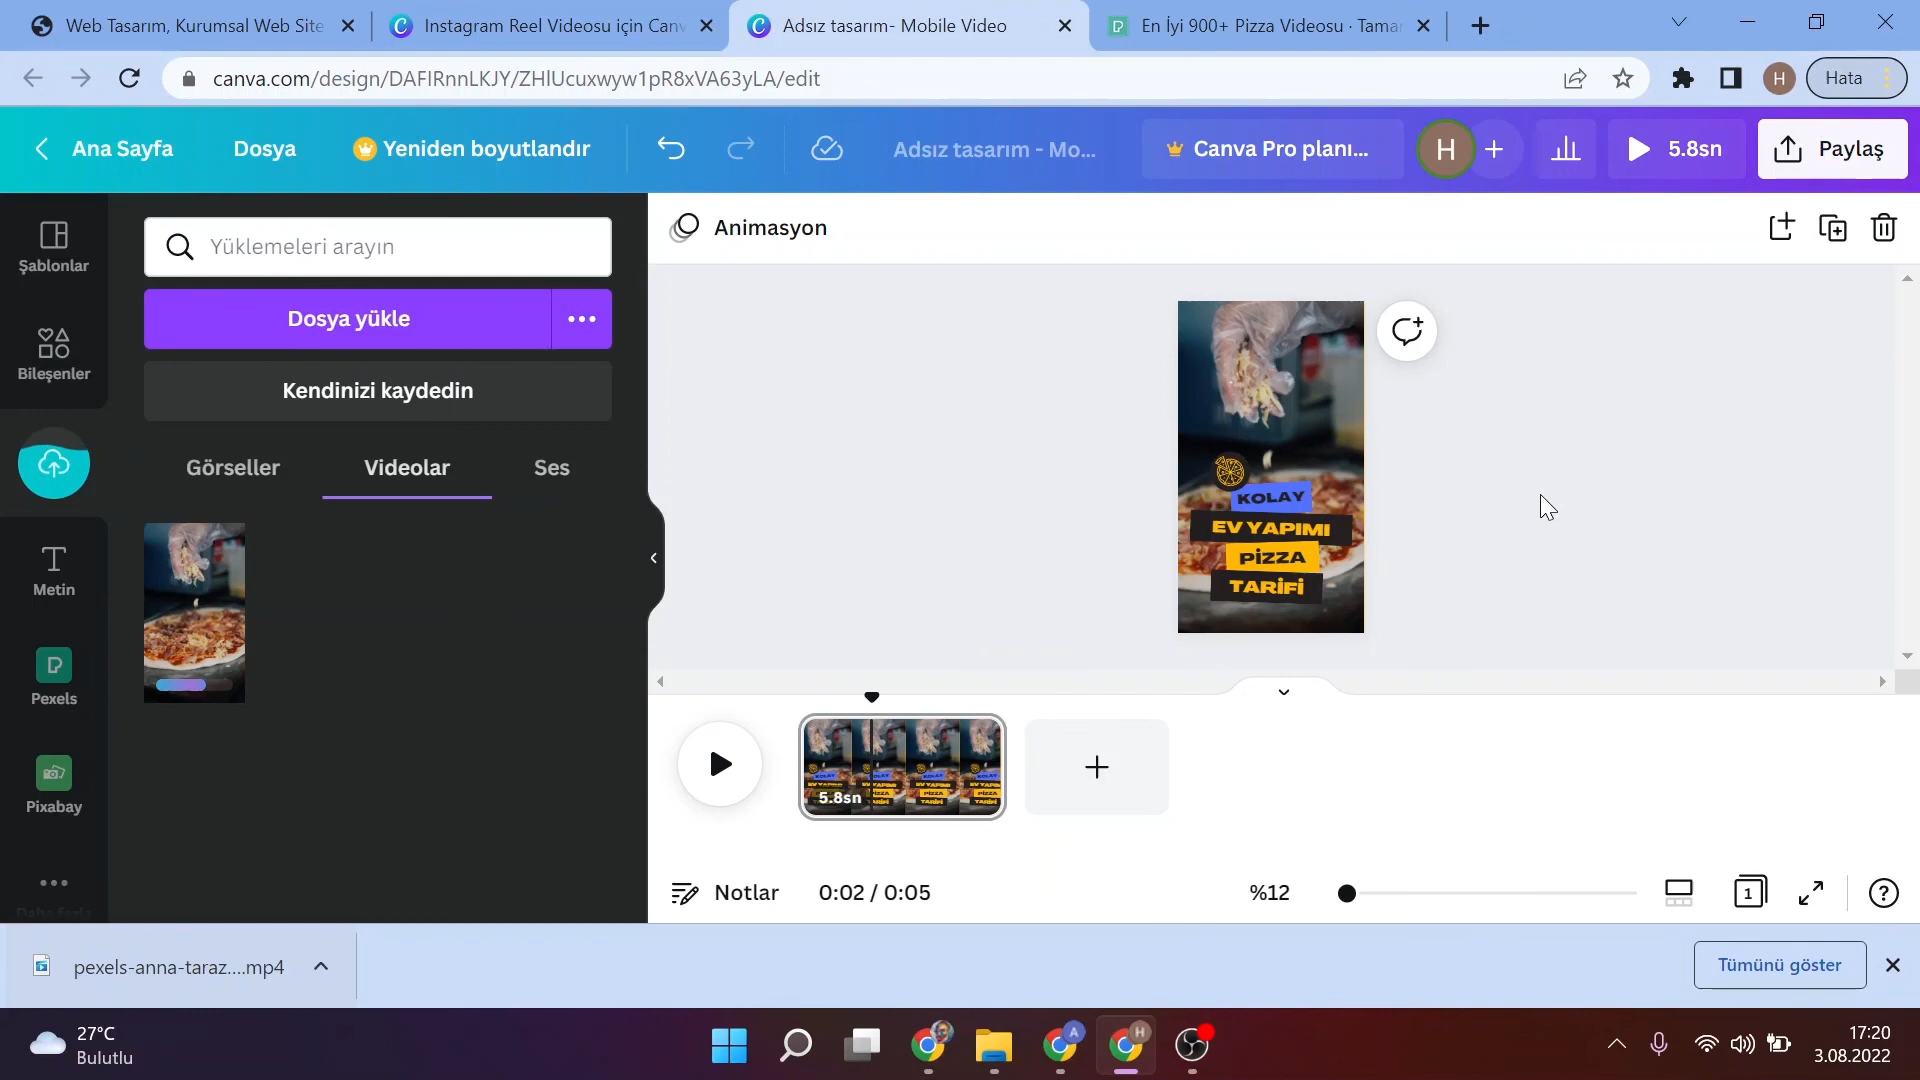 Web Tasarım, Kurumsal Web Site
Instagram Reel Videosu için Canv
Adsız tasarım- Mobile Video
En İyi 900+ Pizza Videosu · Tamam
canva.com/design/DAFIRnnLKJY/ZHlUcuxwyw1pR8xVA63yLA/edit
H
Hata
Ana Sayfa
Dosya
Yeniden boyutlandır
Adsız tasarım - Mo...
Canva Pro planı...
H
5.8sn
Paylaş
Şablonlar
Bileşenler
Metin
Pexels
Pixabay
Daha fazla
Yüklemeleri arayın
Dosya yükle
Kendinizi kaydedin
Görseller
Videolar
Ses
Animasyon
KOLAY
EV YAPIMI
PİZZA
TARİFİ
5.8sn
Notlar
0:02 / 0:05
%12
1
pexels-anna-taraz....mp4
Tümünü göster
27°C
Bulutlu
A
H
17:20
3.08.2022